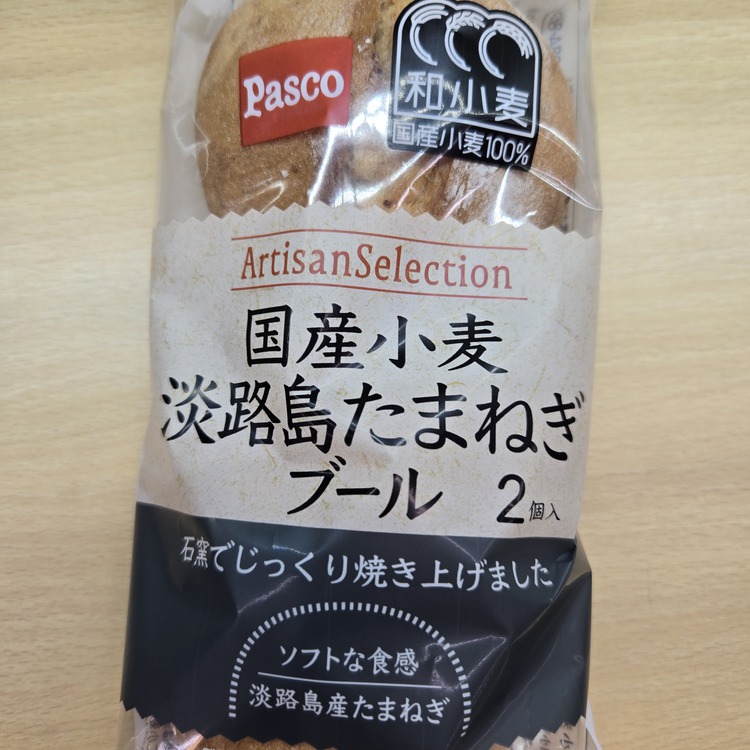 Pasco
和小麦
国産小麦100%
ArtisanSelection
国産小麦
淡路島たまねぎ
ブール 2個入
石窯でじっくり焼き上げました
ソフトな食感
淡路島産たまねぎ